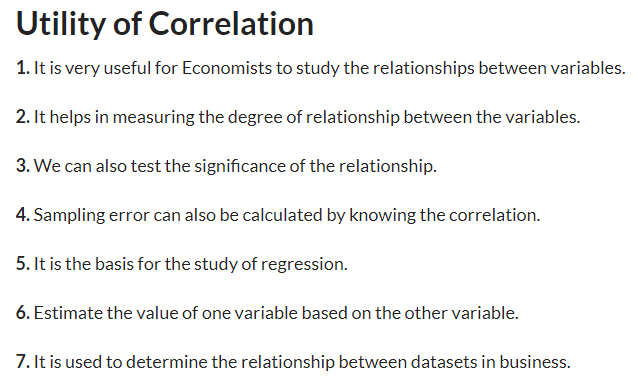 Utility of Correlation
1. It is very useful for Economists to study the relationships between variables.
2. It helps in measuring the degree of relationship between the variables.
3. We can also test the significance of the relationship.
4. Sampling error can also be calculated by knowing the correlation.
5. It is the basis for the study of regression.
6. Estimate the value of one variable based on the other variable.
7. It is used to determine the relationship between datasets in business.